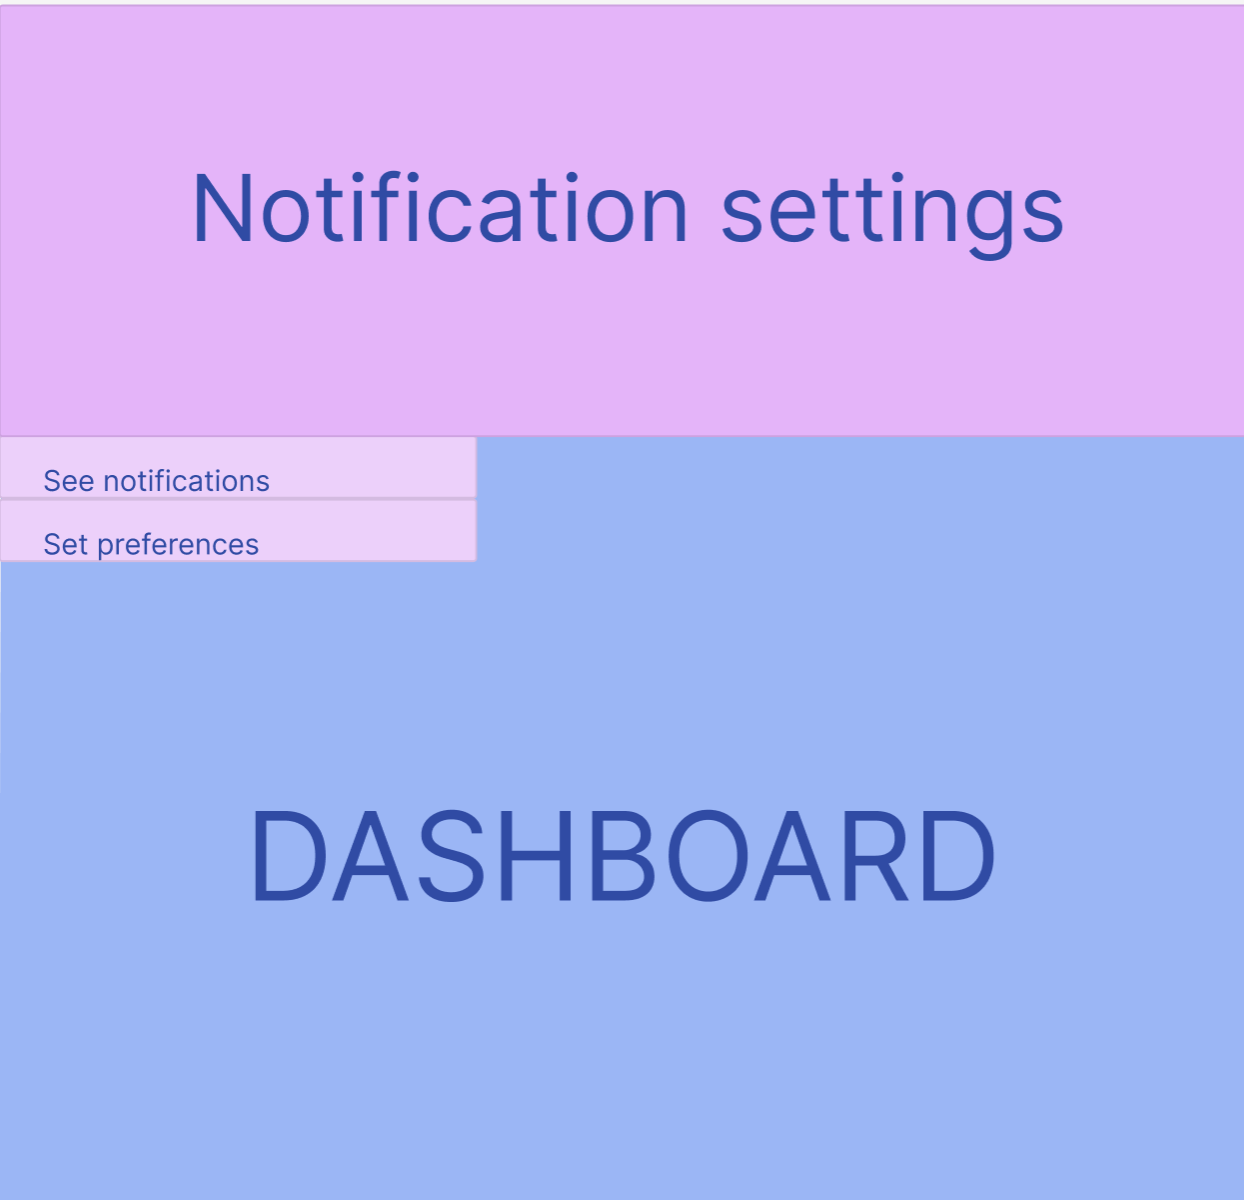 Notification settings
See notifications
Set preferences
DASHBOARD